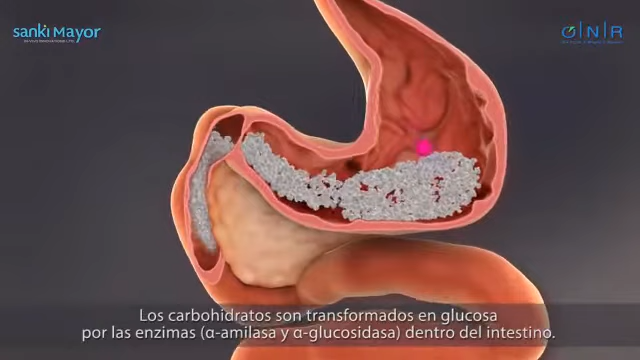 sanki Mayor
ONR
Los carbohidratos son transformados en glucosa
por las enzimas (α-amilasa y α-glucosidasa) dentro del intestino.